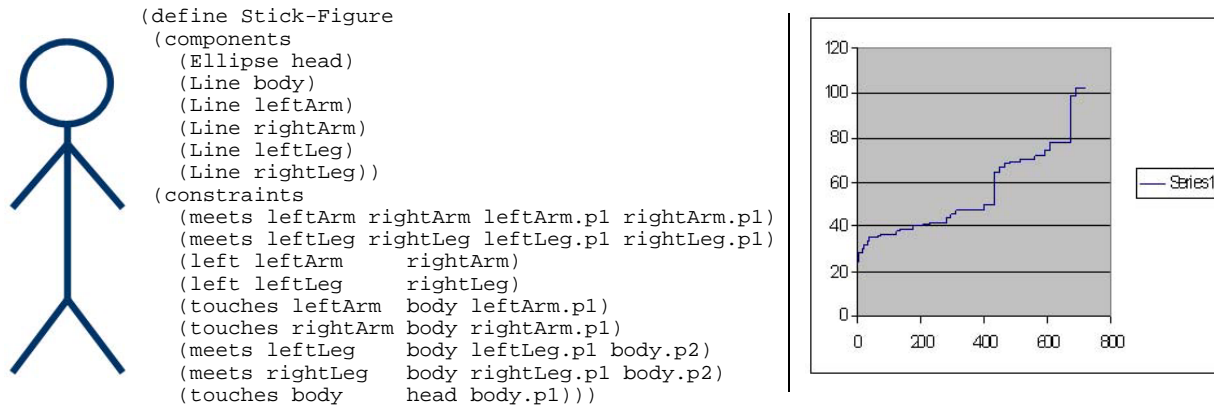 (define Stick-Figure
(components
(Ellipse head)
(Line body)
(Line leftArm)
(Line rightArm)
(Line leftLeg)
(Line rightLeg))
(constraints
(meets leftArm rightArm leftArm.p1 rightArm.p1)
(meets leftLeg rightLeg leftLeg.p1 rightLeg.p1)
(left leftArm rightArm)
(left leftLeg rightLeg)
(touches leftArm body leftArm.p1)
(touches rightArm body rightArm.p1)
(meets leftLeg body leftLeg.p1 body.p2)
(meets rightLeg body rightLeg.p1 body.p2)
(touches body head body.p1)))
120
100
80
60
40
20
0
0 200 400 600 800
Series1